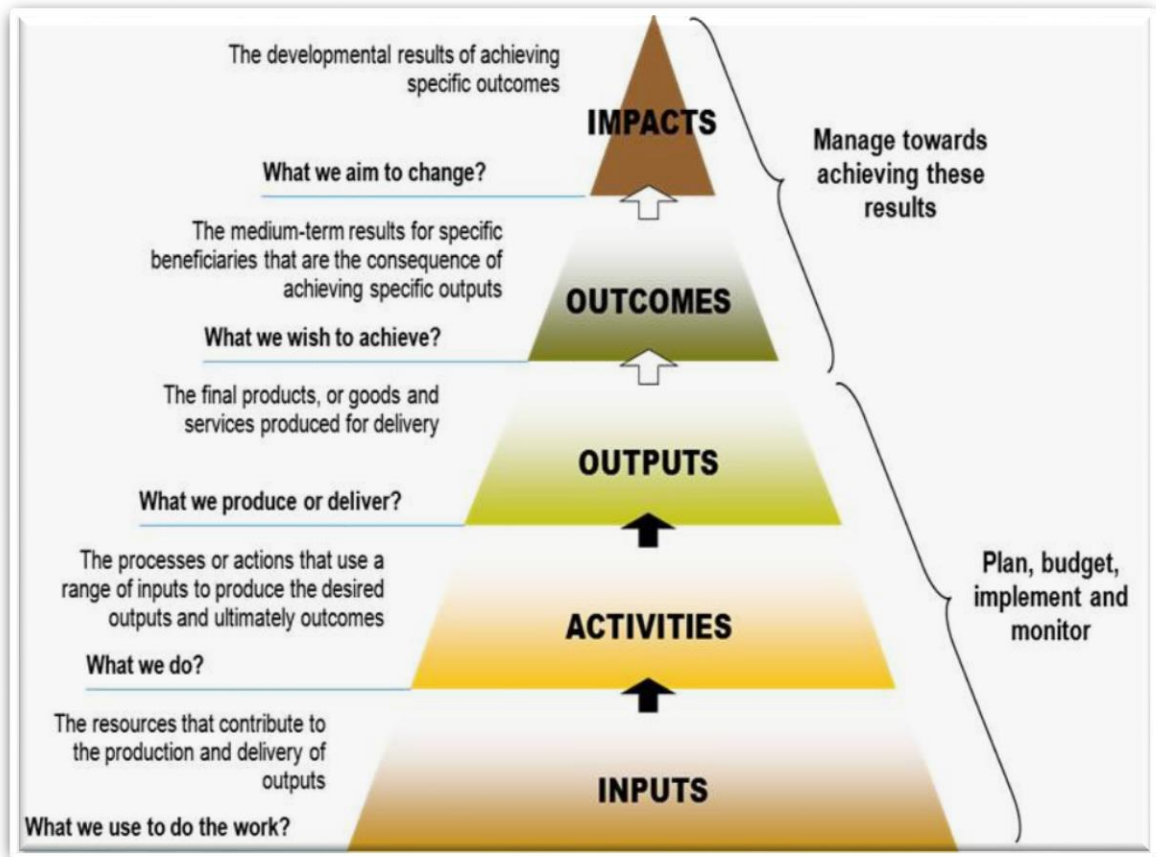 The developmental results of achieving
specific outcomes
IMPACTS
What we aim to change?
Manage towards
achieving these
results
The medium-term results for specific
beneficiaries that are the consequence of
achieving specific outputs
OUTCOMES
What we wish to achieve?
The final products, or goods and
services produced for delivery
OUTPUTS
What we produce or deliver?
The processes or actions that use a
range of inputs to produce the desired
outputs and ultimately outcomes
ACTIVITIES
What we do?
Plan, budget,
implement and
monitor
The resources that contribute to
the production and delivery of
outputs
INPUTS
What we use to do the work?